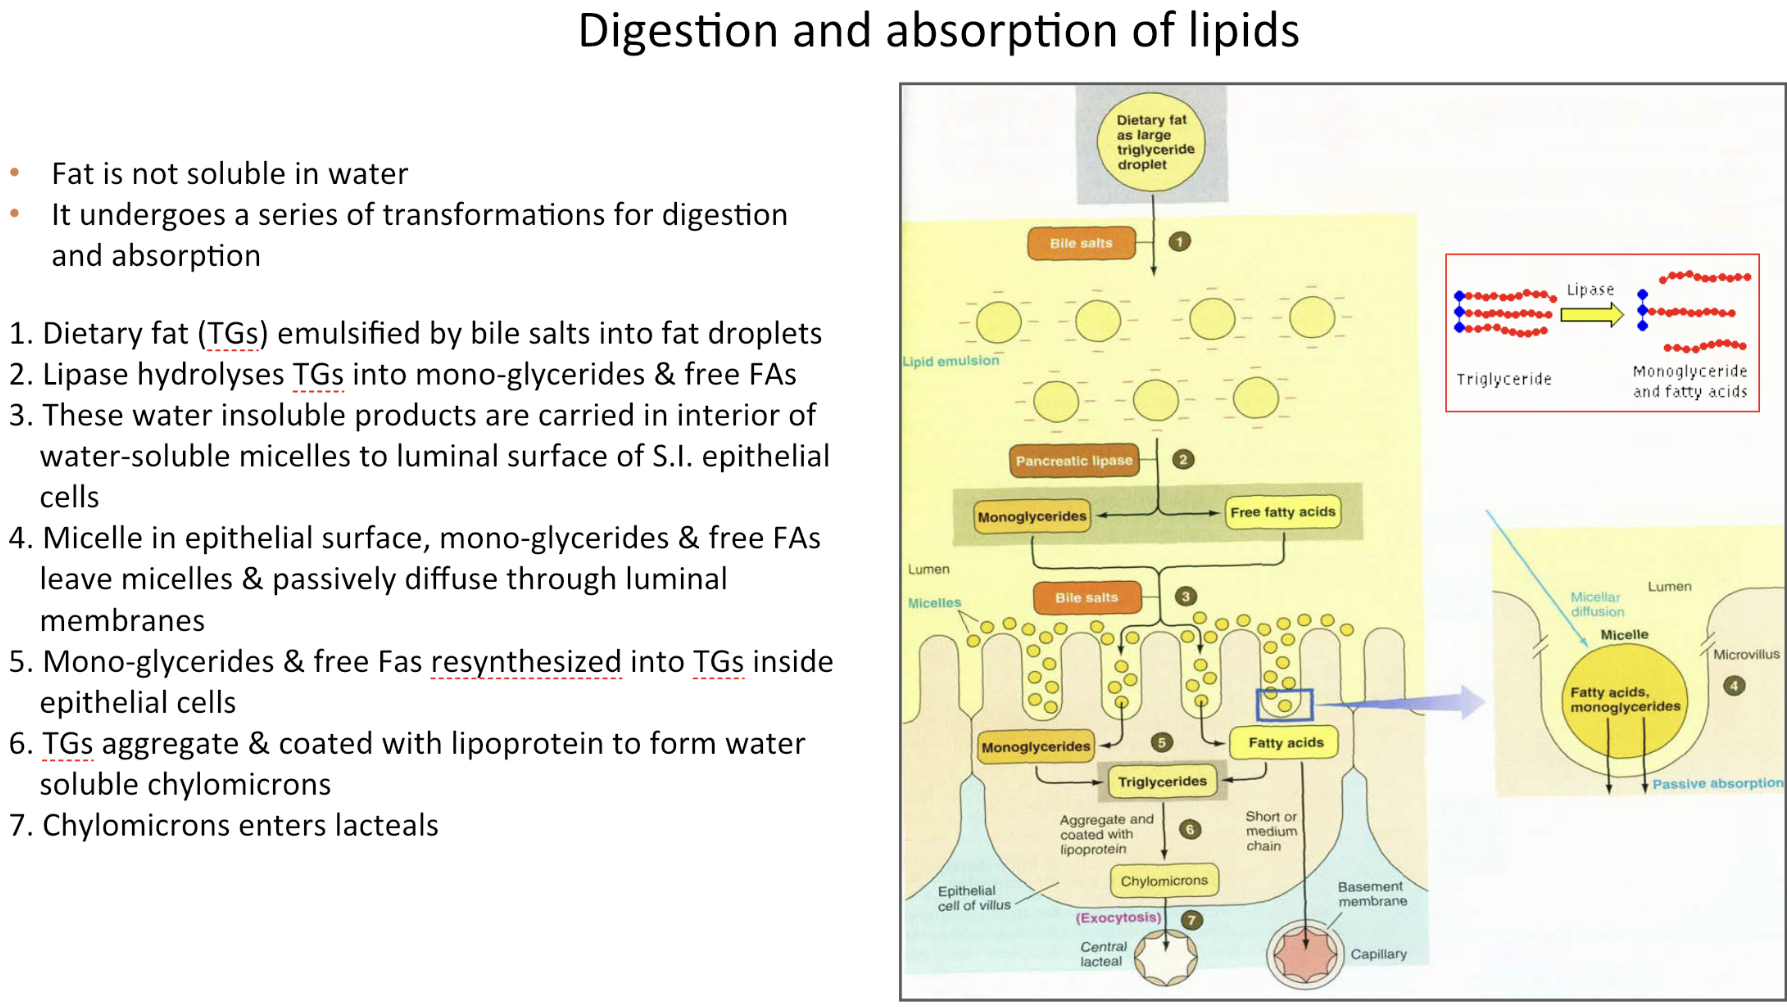 Digestion and absorption of lipids
• Fat is not soluble in water
• It undergoes a series of transformations for digestion
and absorption
1. Dietary fat (TGs) emulsified by bile salts into fat droplets
2. Lipase hydrolyses TGs into mono-glycerides & free FAs
3. These water insoluble products are carried in interior of
water-soluble micelles to luminal surface of S.I. epithelial
cells
4. Micelle in epithelial surface, mono-glycerides & free FAs
leave micelles & passively diffuse through luminal
membranes
5. Mono-glycerides & free Fas resynthesized into TGs inside
epithelial cells
6. TGs aggregate & coated with lipoprotein to form water
soluble chylomicrons
7. Chylomicrons enters lacteals
Dietary fat
as large
triglyceride
droplet
Bile salts
1
Lipid emulsion
Pancreatic lipase
2
Monoglycerides
Free fatty acids
Lumen
Bile salts
3
Micelles
Monoglycerides
5
Fatty acids
Triglycerides
Aggregate and
coated with
lipoprotein
6
Short or
medium
chain
Chylomicrons
Epithelial
cell of villus
Basement
membrane
(Exocytosis)
7
Central
lacteal
Capillary
Lipase
Triglyceride
Monoglyceride
and fatty acids
Lumen
Micellar
diffusion
Micelle
Microvillus
4
Fatty acids,
monoglycerides
Passive absorption